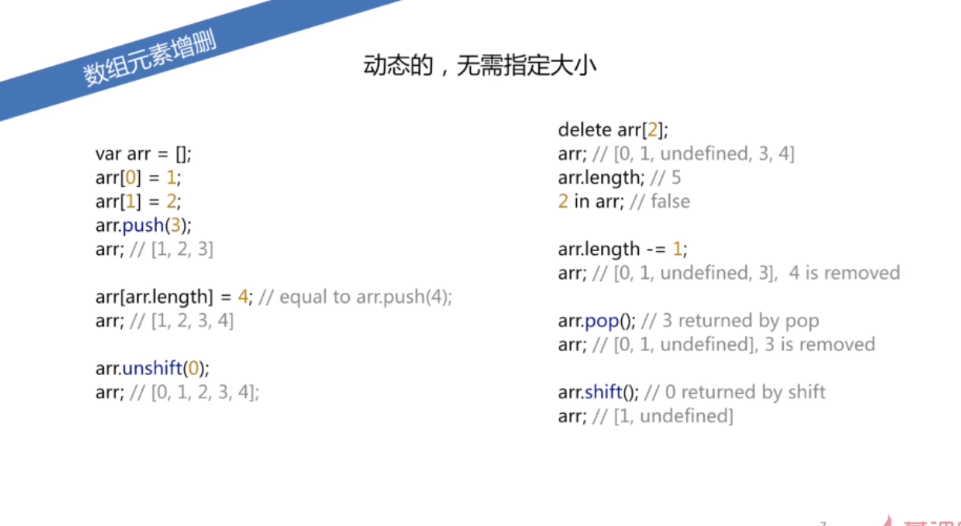 数组元素增删
动态的，无需指定大小
var arr = [];
arr[0] = 1;
arr[1] = 2;
arr.push(3);
arr; // [1, 2, 3]
arr[arr.length] = 4; // equal to arr.push(4);
arr; // [1, 2, 3, 4]
arr.unshift(0);
arr; // [0, 1, 2, 3, 4];
delete arr[2];
arr; // [0, 1, undefined, 3, 4]
arr.length; // 5
2 in arr; // false
arr.length -= 1;
arr; // [0, 1, undefined, 3], 4 is removed
arr.pop(); // 3 returned by pop
arr; // [0, 1, undefined], 3 is removed
arr.shift(); // 0 returned by shift
arr; // [1, undefined]